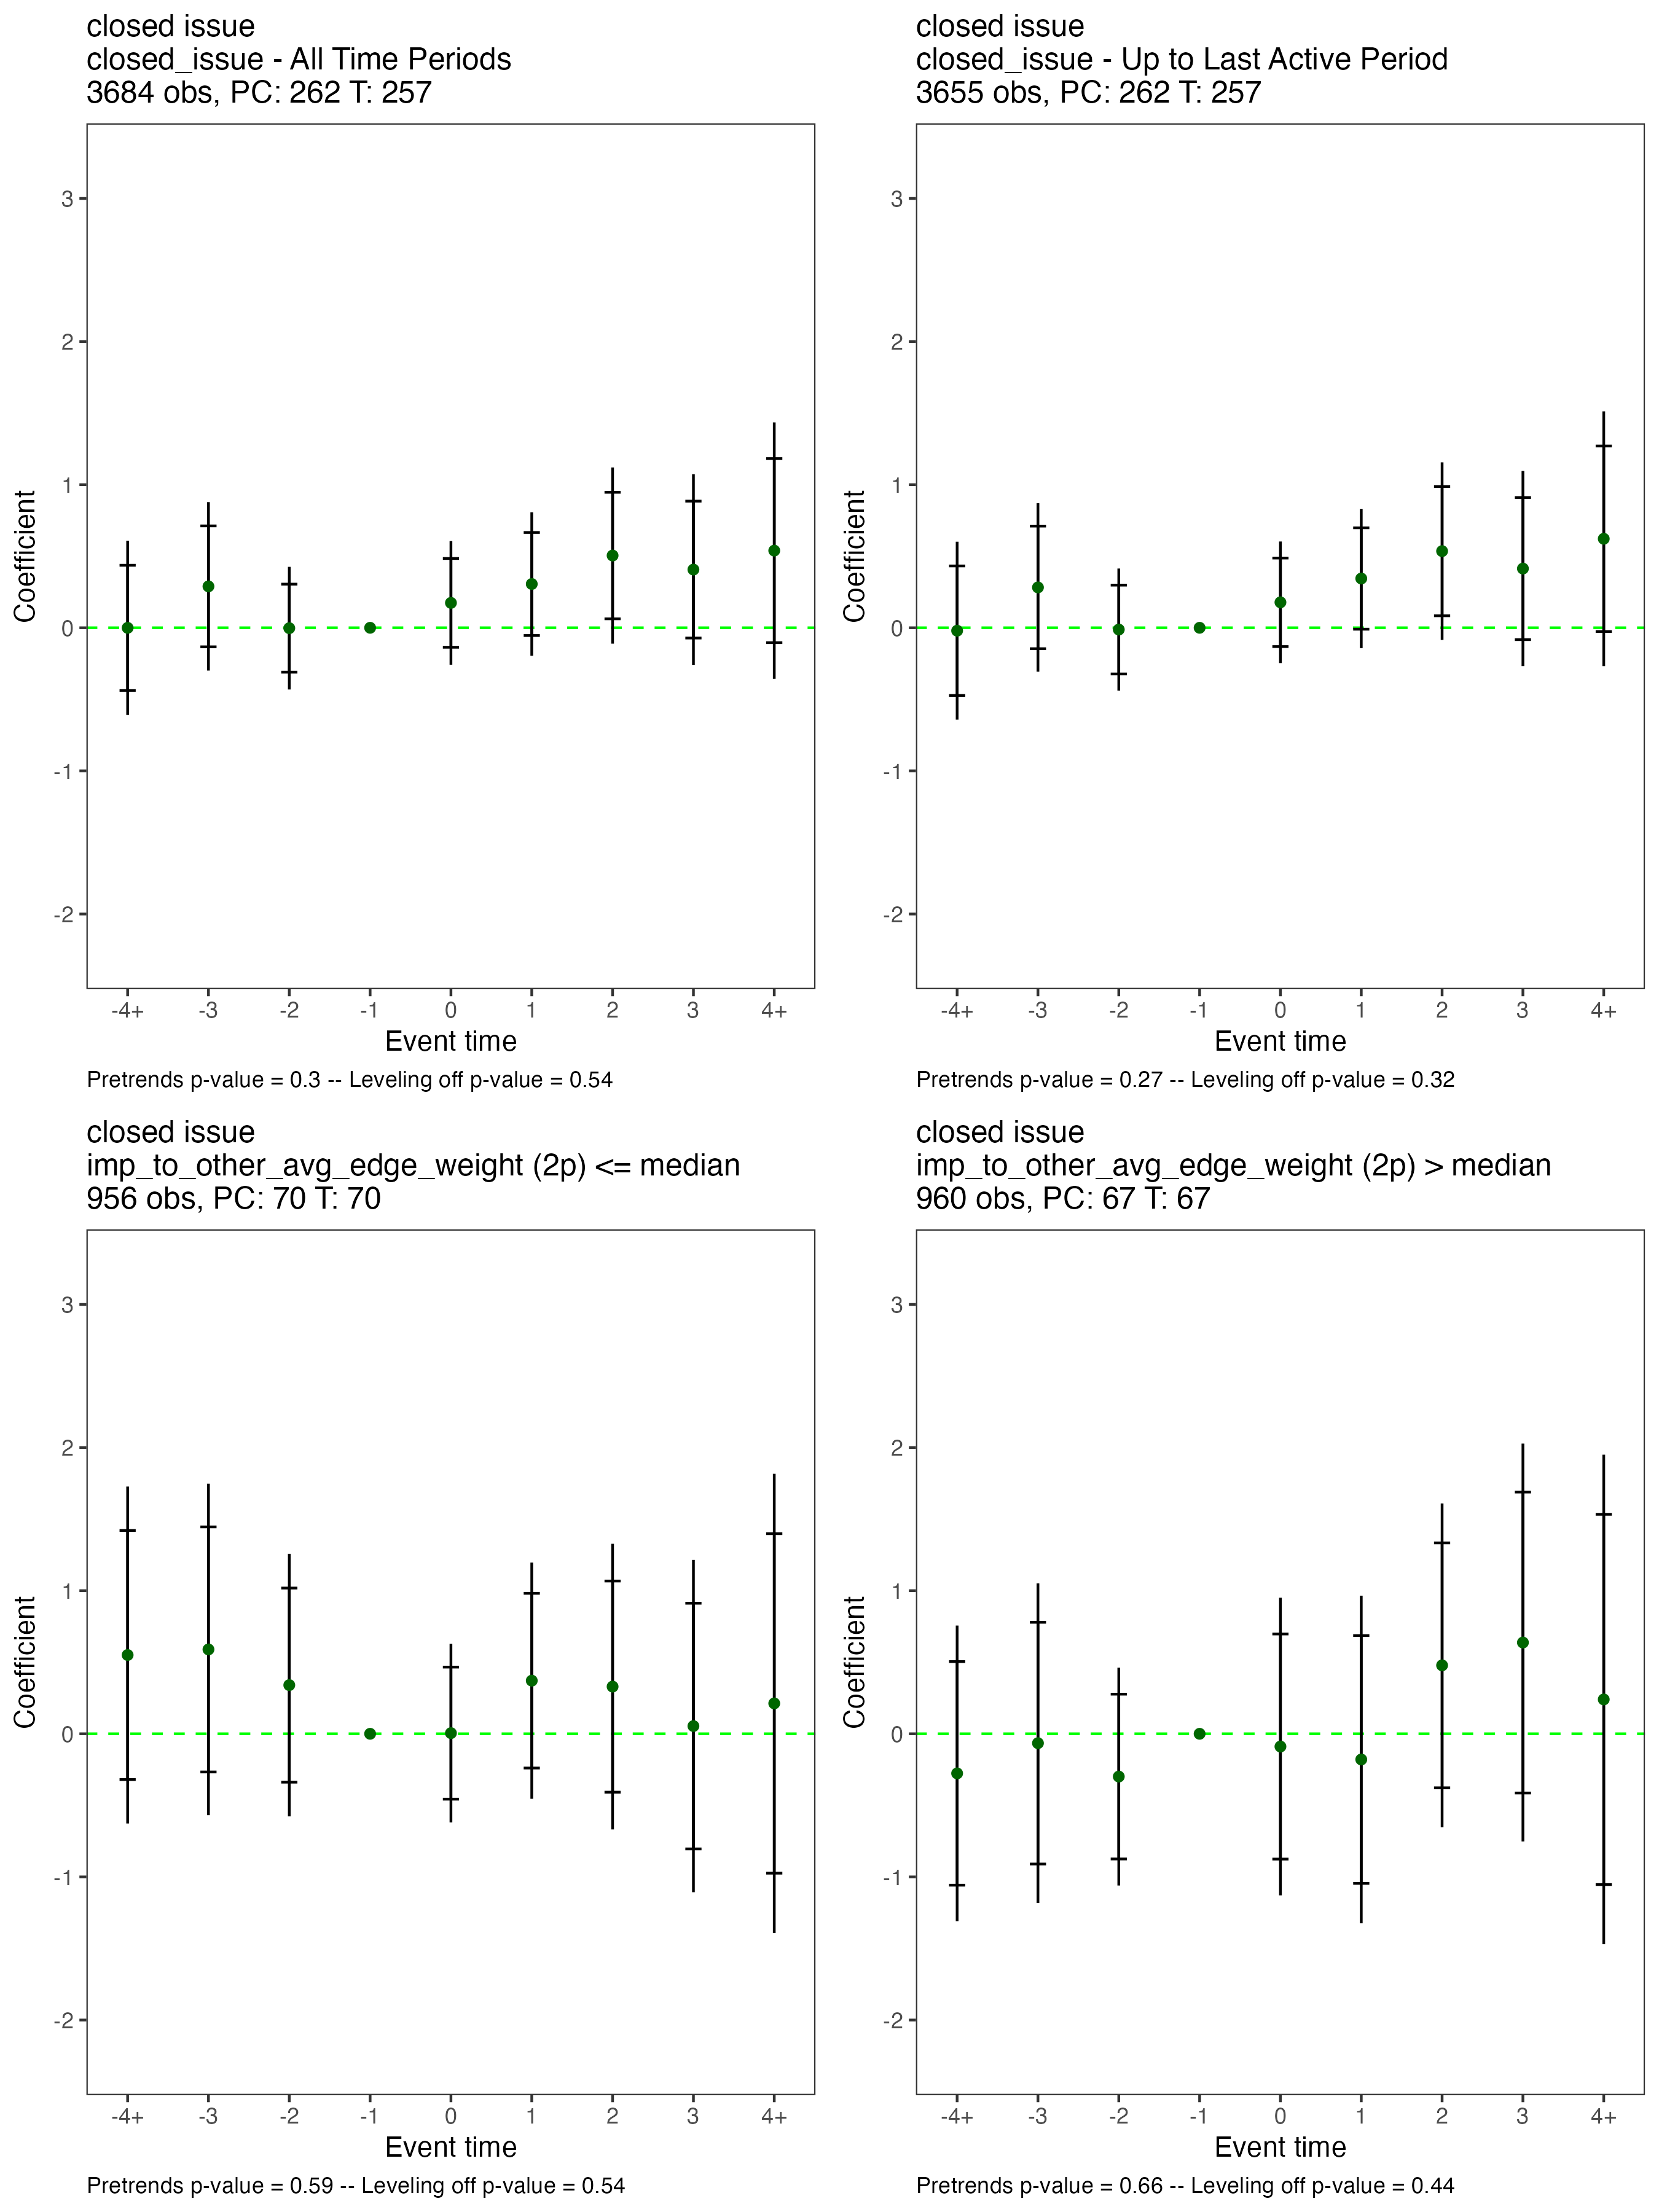 closed issue
closed_issue - All Time Periods
3684 obs, PC: 262 T: 257
3
2
1
0
-1
-2
Coefficient
-4+ -3 -2 -1 0 1 2 3 4+
Event time
Pretrends p-value = 0.3 -- Leveling off p-value = 0.54
closed issue
closed_issue - Up to Last Active Period
3655 obs, PC: 262 T: 257
3
2
1
0
-1
-2
Coefficient
-4+ -3 -2 -1 0 1 2 3 4+
Event time
Pretrends p-value = 0.27 -- Leveling off p-value = 0.32
closed issue
imp_to_other_avg_edge_weight (2p) <= median
956 obs, PC: 70 T: 70
3
2
1
0
-1
-2
Coefficient
-4+ -3 -2 -1 0 1 2 3 4+
Event time
Pretrends p-value = 0.59 -- Leveling off p-value = 0.54
closed issue
imp_to_other_avg_edge_weight (2p) > median
960 obs, PC: 67 T: 67
3
2
1
0
-1
-2
Coefficient
-4+ -3 -2 -1 0 1 2 3 4+
Event time
Pretrends p-value = 0.66 -- Leveling off p-value = 0.44